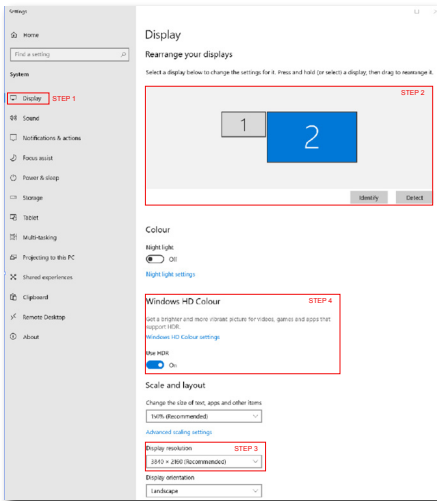 Settings
Home
Find a setting
System
Display STEP 1
Sound
Notifications & actions
Focus assist
Power & sleep
Storage
Tablet
Multi-tasking
Projecting to this PC
Shared experiences
Clipboard
Remote Desktop
About
Display
Rearrange your displays
Select a display below to change the settings for it. Press and hold (or select) a display, then drag to rearrange it.
STEP 2
1
2
Identify
Detect
Colour
Night light
Off
Night light settings
Windows HD Colour STEP 4
Get a brighter and more vibrant picture for videos, games and apps that
support HDR.
Windows HD Colour settings
Use HDR
On
Scale and layout
Change the size of text, apps and other items
150% (Recommended)
Advanced scaling settings
Display resolution STEP 3
3840 × 2160 (Recommended)
Display orientation
Landscape